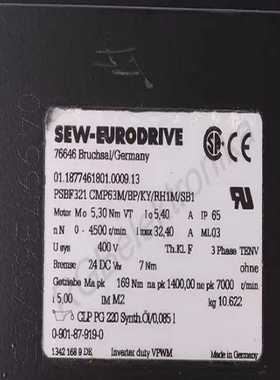 SEW-EURODRIVE
76646 Bruchsal/Germany
01.1877461801.0009.13
PSBF321 CMP63M/BP/KY/RH1M/SB1
Motor Mo 5,30 Nm VT Io 5,40 A IP 65
nN 0 - 4500 r/min Imax 32,40 A ML03
Usys 400 V Th.Kl.F 3 Phase TENV
Bremse 24 DC Vbr 7 Nm ohne Gebläse
Getriebe Ma pk 169 Nm na pk 1400,00 ne pk 7000 r/min
i 5,00 IM M2 kg 10.622
CLP PG 220 Synth.Öl/0,085 l
0-901-87-919-0
1342 168 9 DE Inverter duty VPWM Made in Germany